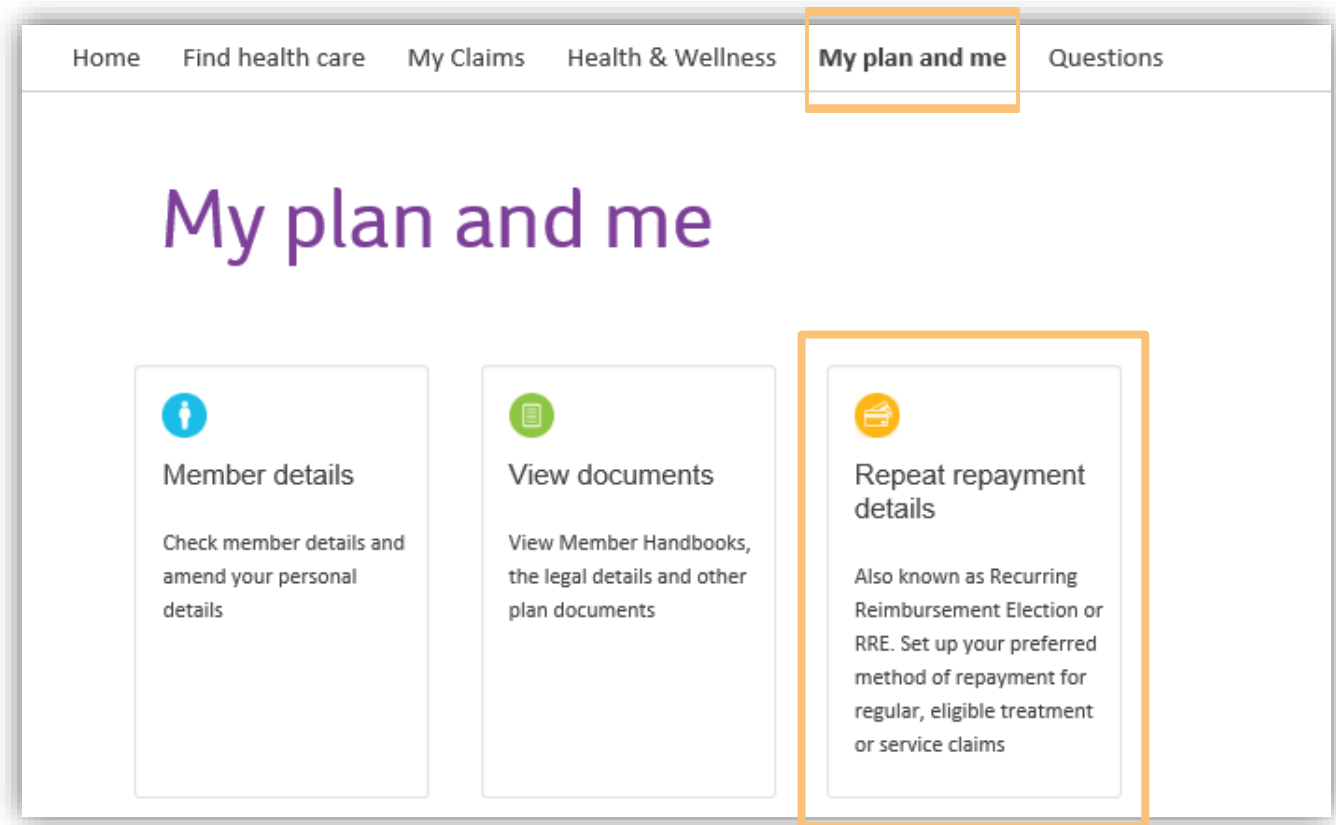 Home Find health care My Claims Health & Wellness My plan and me Questions
My plan and me
Member details
Check member details and
amend your personal
details
View documents
View Member Handbooks,
the legal details and other
plan documents
Repeat repayment
details
Also known as Recurring
Reimbursement Election or
RRE. Set up your preferred
method of repayment for
regular, eligible treatment
or service claims